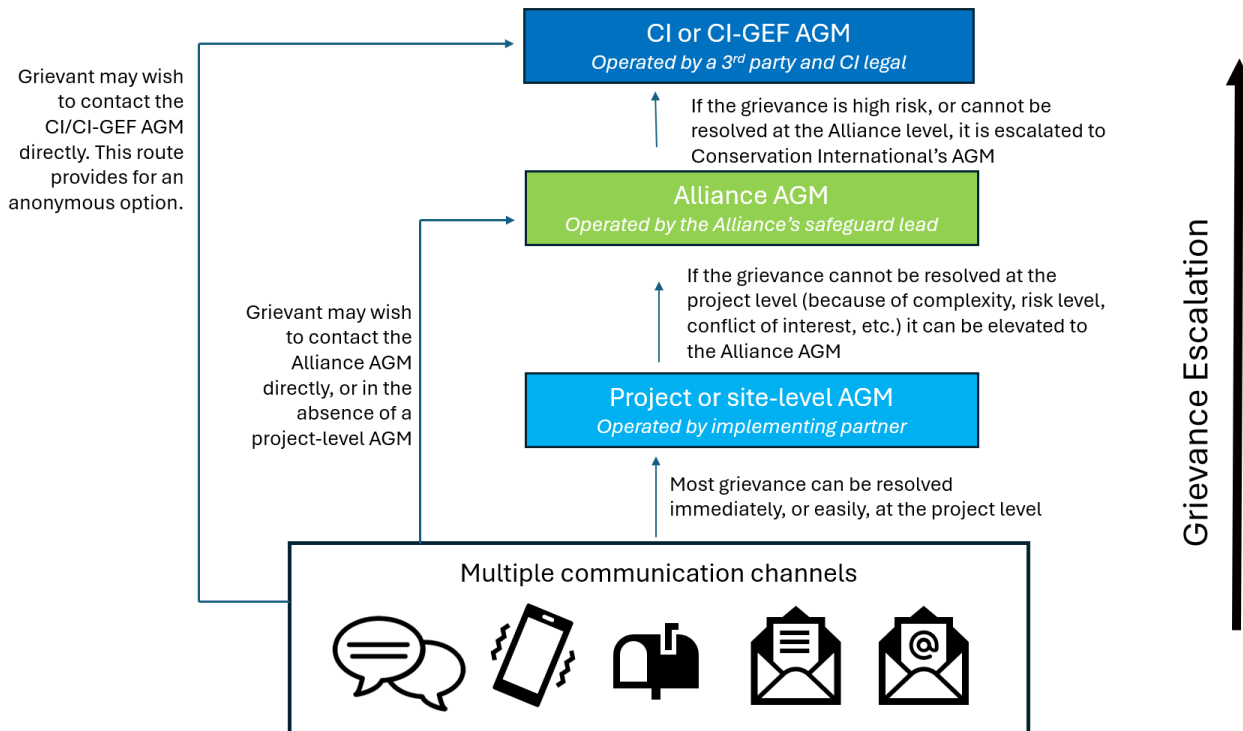 CI or CI-GEF AGM
Operated by a 3rd party and CI legal
Grievant may wish
to contact the
CI/CI-GEF AGM
directly. This route
provides for an
anonymous option.
If the grievance is high risk, or cannot be
resolved at the Alliance level, it is escalated to
Conservation International's AGM
Alliance AGM
Operated by the Alliance's safeguard lead
Grievant may wish
to contact the
Alliance AGM
directly, or in the
absence of a
project-level AGM
If the grievance cannot be resolved at the
project level (because of complexity, risk level,
conflict of interest, etc.) it can be elevated to
the Alliance AGM
Project or site-level AGM
Operated by implementing partner
Most grievance can be resolved
immediately, or easily, at the project level
Multiple communication channels
@
Grievance Escalation